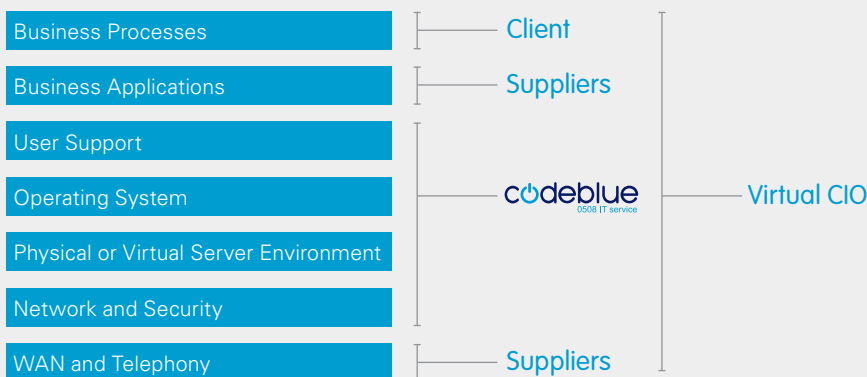 Business Processes
Client
Business Applications
Suppliers
User Support
Operating System
codeblue
0508 IT service
Virtual CIO
Physical or Virtual Server Environment
Network and Security
WAN and Telephony
Suppliers